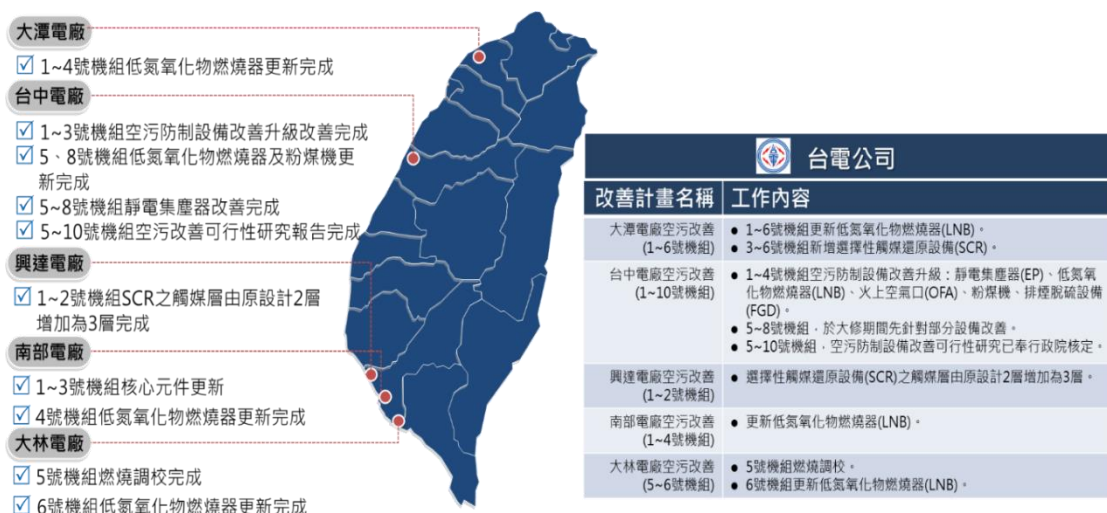 大潭電廠
☑ 1~4號機組低氮氧化物燃燒器更新完成
台中電廠
☑ 1~3號機組空污防制設備改善升級改善完成
☑ 5、8號機組低氮氧化物燃燒器及粉煤機更
新完成
☑ 5~8號機組靜電集塵器改善完成
☑ 5~10號機組空污改善可行性研究報告完成
興達電廠
☑ 1~2號機組SCR之觸媒層由原設計2層
增加為3層完成
南部電廠
☑ 1~3號機組核心元件更新
☑ 4號機組低氮氧化物燃燒器更新完成
大林電廠
☑ 5號機組燃燒調校完成
☑ 6號機組低氮氧化物燃燒器更新完成
台電公司
改善計畫名稱 工作內容
大潭電廠空污改善
(1~6號機組)
● 1~6號機組更新低氮氧化物燃燒器(LNB)。
● 3~6號機組新增選擇性觸媒還原設備(SCR)。
台中電廠空污改善
(1~10號機組)
● 1~4號機組空污防制設備改善升級：靜電集塵器(EP)、低氮氧
化物燃燒器(LNB)、火上空氣口(OFA)、粉煤機、排煙脫硫設備
(FGD)。
● 5~8號機組，於大修期間先針對部分設備改善。
● 5~10號機組，空污防制設備改善可行性研究已奉行政院核定。
興達電廠空污改善
(1~2號機組)
● 選擇性觸媒還原設備(SCR)之觸媒層由原設計2層增加為3層。
南部電廠空污改善
(1~4號機組)
● 更新低氮氧化物燃燒器(LNB)。
大林電廠空污改善
(5~6號機組)
● 5號機組燃燒調校。
● 6號機組更新低氮氧化物燃燒器(LNB)。